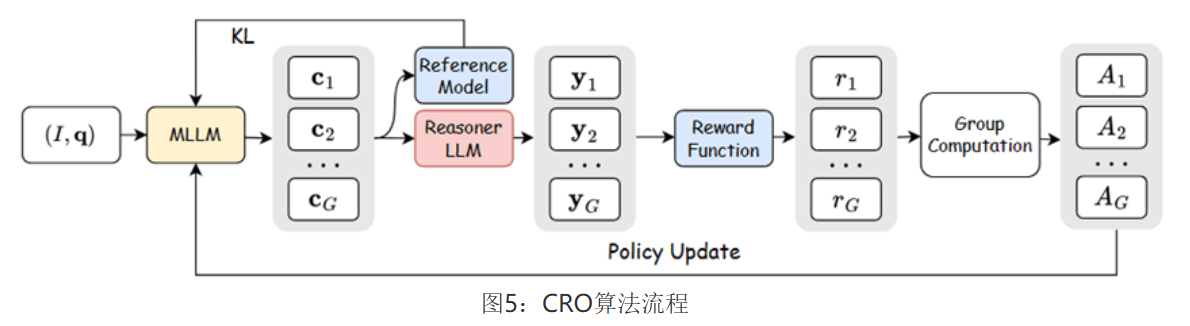 KL
(I, q)
MLLM
c1
c2
...
cG
Reference
Model
Reasoner
LLM
y1
y2
...
yG
Reward
Function
r1
r2
...
rG
Group
Computation
A1
A2
...
AG
Policy Update
图5：CRO算法流程